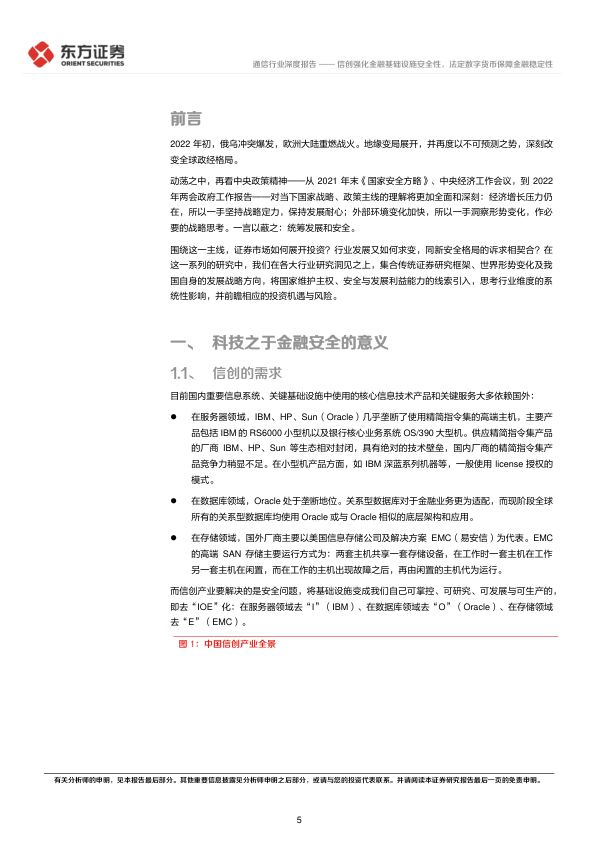 东方证券
ORIENT SECURITIES
通信行业深度报告 —— 信创强化金融基础设施安全性，法定数字货币保障金融稳定性
前言
2022 年初，俄乌冲突爆发，欧洲大陆重燃战火。地缘变局展开，并再度以不可预测之势，深刻改
变全球政经格局。
动荡之中，再看中央政策精神——从 2021 年末《国家安全方略》、中央经济工作会议，到 2022
年两会政府工作报告——对当下国家战略、政策主线的理解将更加全面和深刻：经济增长压力仍
在，所以一手坚持战略定力，保持发展耐心；外部环境变化加快，所以一手洞察形势变化，作必
要的战略思考。一言以蔽之：统筹发展和安全。
围绕这一主线，证券市场如何展开投资？行业发展又如何求变，同新安全格局的诉求相契合？在
这一系列的研究中，我们在各大行业研究洞见之上，集合传统证券研究框架、世界形势变化及我
国自身的发展战略方向，将国家维护主权、安全与发展利益能力的线索引入，思考行业维度的系
统性影响，并前瞻相应的投资机遇与风险。
一、 科技之于金融安全的意义
1.1、 信创的需求
目前国内重要信息系统、关键基础设施中使用的核心信息技术产品和关键服务大多依赖国外：
● 在服务器领域，IBM、HP、Sun（Oracle）几乎垄断了使用精简指令集的高端主机，主要产
品包括 IBM 的 RS6000 小型机以及银行核心业务系统 OS/390 大型机。供应精简指令集产品
的厂商 IBM、HP、Sun 等生态相对封闭，具有绝对的技术壁垒，国内厂商的精简指令集产
品竞争力稍显不足。在小型机产品方面，如 IBM 深蓝系列机器等，一般使用 license 授权的
模式。
● 在数据库领域，Oracle 处于垄断地位。关系型数据库对于金融业务更为适配，而现阶段全球
所有的关系型数据库均使用 Oracle 或与 Oracle 相似的底层架构和应用。
● 在存储领域，国外厂商主要以美国信息存储公司及解决方案 EMC（易安信）为代表。EMC
的高端 SAN 存储主要运行方式为：两套主机共享一套存储设备，在工作时一套主机在工作
另一套主机在闲置，而在工作的主机出现故障之后，再由闲置的主机代为运行。
而信创产业要解决的是安全问题，将基础设施变成我们自己可掌控、可研究、可发展与可生产的，
即去“IOE”化：在服务器领域去“I”（IBM）、在数据库领域去“O”（Oracle）、在存储领域
去“E”（EMC）。
图 1：中国信创产业全景
有关分析师的申明，见本报告最后部分。其他重要信息披露见分析师申明之后部分，或请与您的投资代表联系。并请阅读本证券研究报告最后一页的免责申明。
5